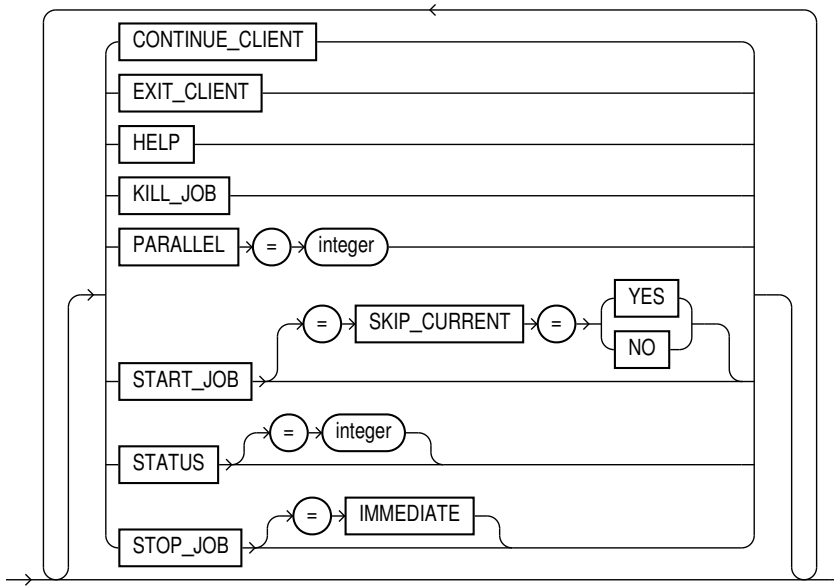 CONTINUE_CLIENT
EXIT_CLIENT
HELP
KILL_JOB
PARALLEL = integer
YES
= SKIP_CURRENT =
NO
START_JOB
= integer
STATUS
= IMMEDIATE
STOP_JOB